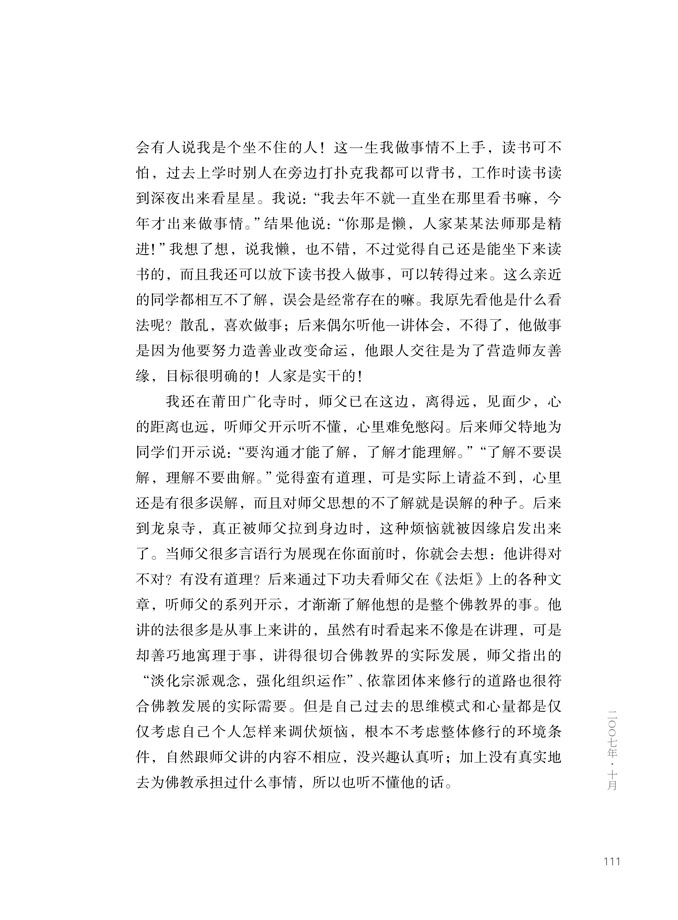 会有人说我是个坐不住的人！这一生我做事情不上手，读书可不
怕，过去上学时别人在旁边打扑克我都可以背书，工作时读书读
到深夜出来看星星。我说：“我去年不就一直坐在那里看书嘛，今
年才出来做事情。”结果他说：“你那是懒，人家某某法师那是精
进！”我想了想，说我懒，也不错，不过觉得自己还是能坐下来读
书的，而且我还可以放下读书投入做事，可以转得过来。这么亲近
的同学都相互不了解，误会是经常存在的嘛。我原先看他是什么看
法呢？散乱，喜欢做事；后来偶尔听他一讲体会，不得了，他做事
是因为他要努力造善业改变命运，他跟人交往是为了营造师友善
缘，目标很明确的！人家是实干的！
我还在莆田广化寺时，师父已在这边，离得远，见面少，心
的距离也远，听师父开示听不懂，心里难免憋闷。后来师父特地为
同学们开示说：“要沟通才能了解，了解才能理解。”“了解不要误
解，理解不要曲解。”觉得蛮有道理，可是实际上请益不到，心里
还是有很多误解，而且对师父思想的不了解就是误解的种子。后来
到龙泉寺，真正被师父拉到身边时，这种烦恼就被因缘启发出来
了。当师父很多言语行为展现在你面前时，你就会去想：他讲得对
不对？有没有道理？后来通过下功夫看师父在《法炬》上的各种文
章，听师父的系列开示，才渐渐了解他想的是整个佛教界的事。他
讲的法很多是从事上来讲的，虽然有时看起来不像是在讲理，可是
却善巧地寓理于事，讲得很切合佛教界的实际发展，师父指出的
“淡化宗派观念，强化组织运作”、依靠团体来修行的道路也很符
合佛教发展的实际需要。但是自己过去的思维模式和心量都是仅
仅考虑自己个人怎样来调伏烦恼，根本不考虑整体修行的环境条
件，自然跟师父讲的内容不相应，没兴趣认真听；加上没有真实地
去为佛教承担过什么事情，所以也听不懂他的话。
二〇〇七年·十月
111